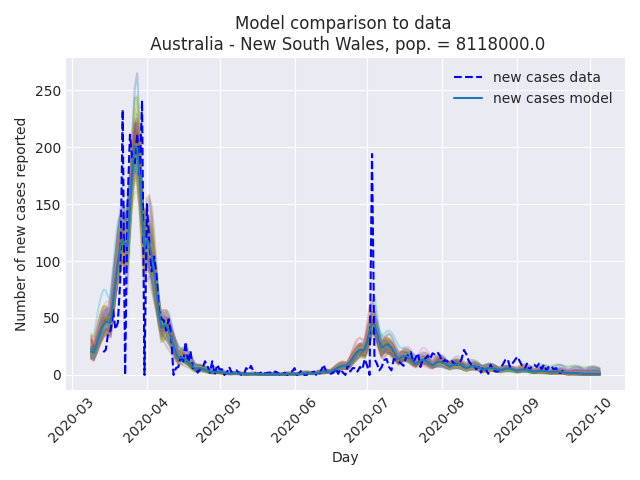 Model comparison to data
Australia - New South Wales, pop. = 8118000.0
new cases data
new cases model
Number of new cases reported
250
200
150
100
50
0
2020-03
2020-04
2020-05
2020-06
2020-07
2020-08
2020-09
2020-10
Day